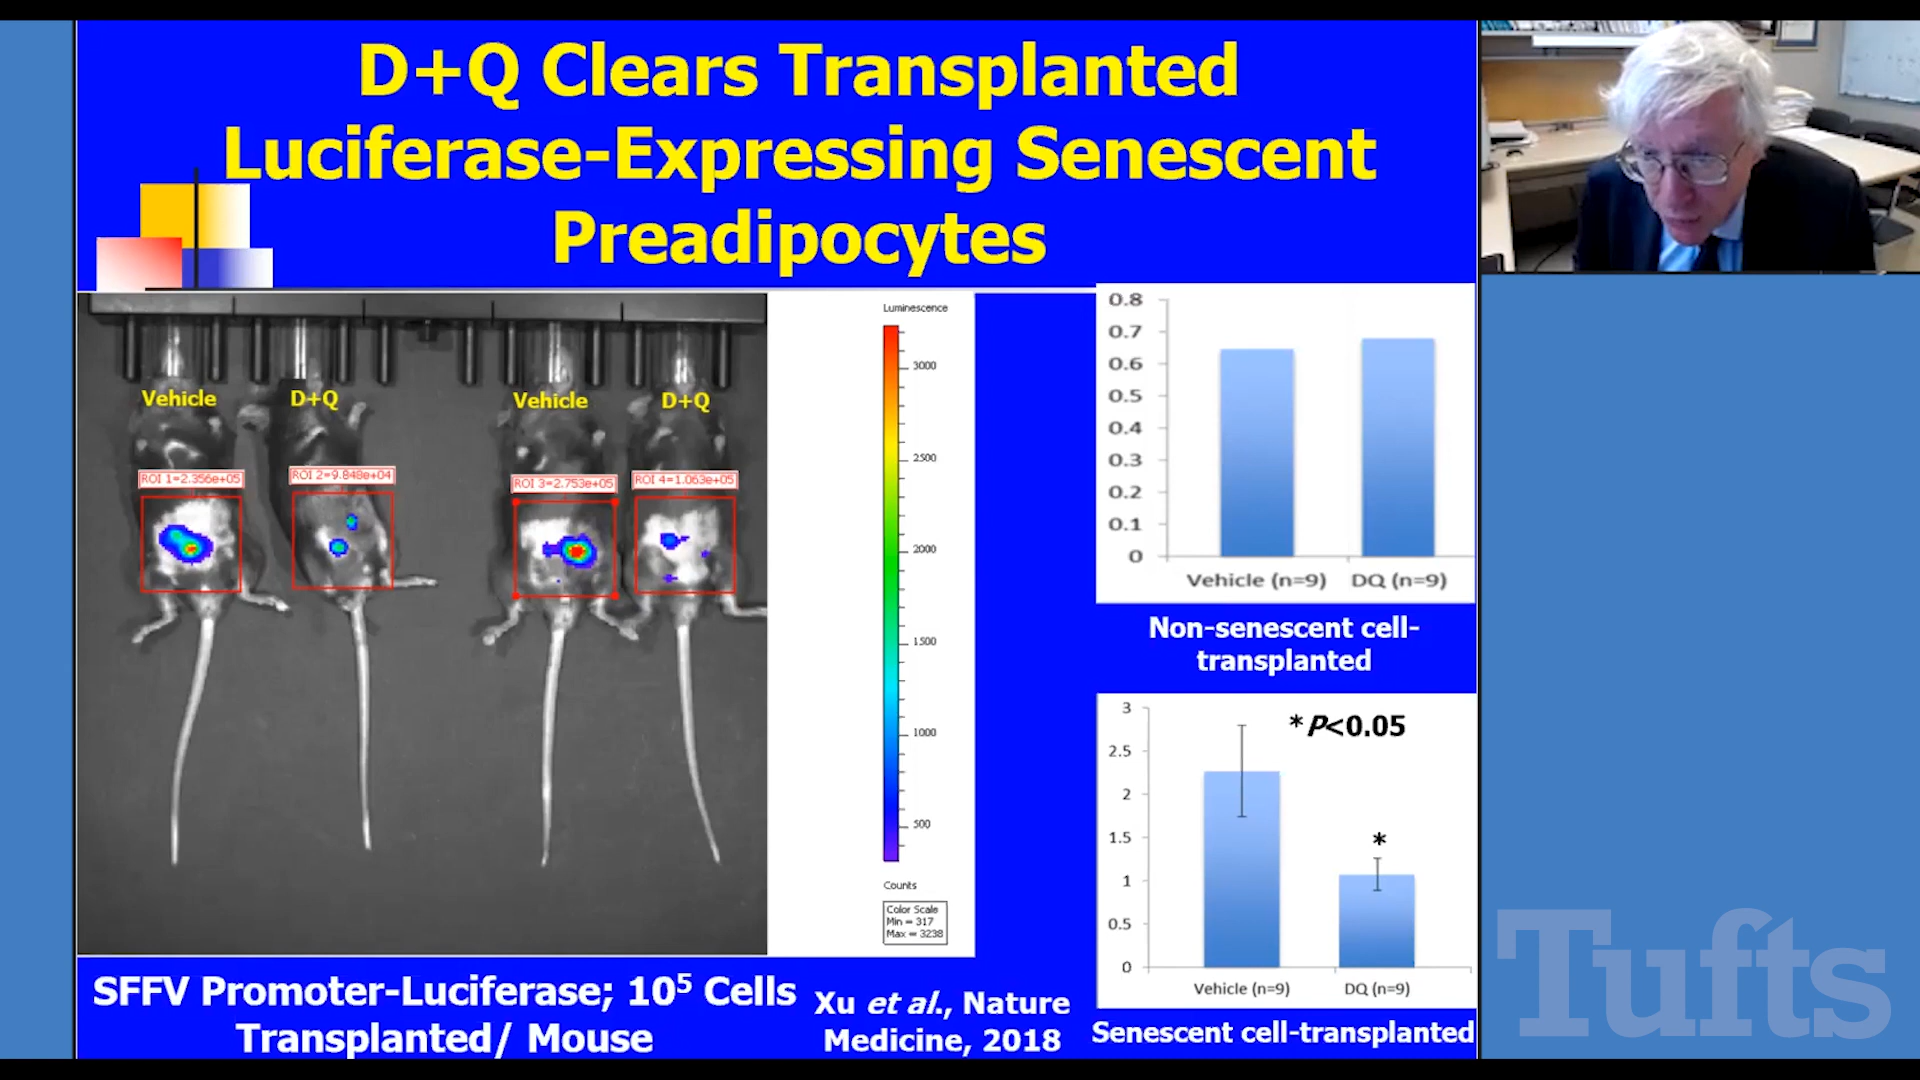 D+Q Clears Transplanted
Luciferase-Expressing Senescent
Preadipocytes
Vehicle
D+Q
Vehicle
D+Q
ROI 1=2.356e+05
ROI 2=9.848e+04
ROI 3=2.753e+05
ROI 4=1.063e+05
Luminescence
3000
2500
2000
1500
1000
500
Counts
Color Scale
Min = 317
Max = 3238
0.8
0.7
0.6
0.5
0.4
0.3
0.2
0.1
0
Vehicle (n=9) DQ (n=9)
Non-senescent cell-
transplanted
3
2.5
2
1.5
1
0.5
0
*P<0.05
*
Vehicle (n=9) DQ (n=9)
Senescent cell-transplanted
SFFV Promoter-Luciferase; 10⁵ Cells
Transplanted/ Mouse
Xu et al., Nature
Medicine, 2018
Tufts